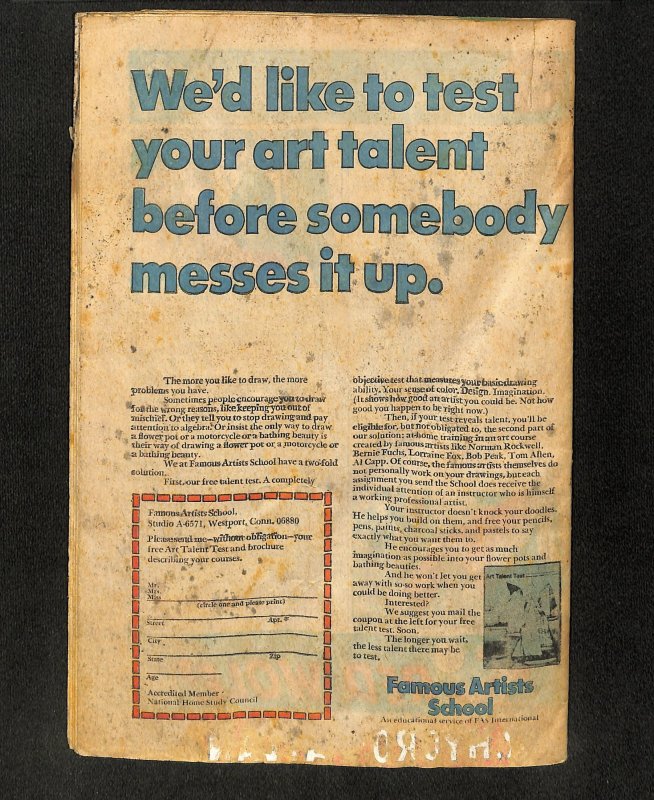 We'd like to test
your art talent
before somebody
messes it up.
The more you like to draw, the more
problems you have.
Sometimes people encourage you to draw
for the wrong reasons, like keeping you out of
mischief. Or they tell you to stop drawing and pay
attention to algebra. Or insist the only way to draw
a flower pot or a motorcycle or a bathing beauty is
their way of drawing a flower pot or a motorcycle or
a bathing beauty.
We at Famous Artists School have a two-fold
solution.
First, our free talent test. A completely
objective test that measures your basic drawing
ability. Your sense of color. Design. Imagination.
(It shows how good an artist you could be. Not how
good you happen to be right now.)
Then, if your test reveals talent, you'll be
eligible for, but not obligated to, the second part of
our solution: at-home training in an art course
created by famous artists like Norman Rockwell,
Bernie Fuchs, Lorraine Fox, Bob Peak, Tom Allen,
Al Capp. Of course, the famous artists themselves do
not personally work on your drawings, but each
assignment you send the School does receive the
individual attention of an instructor who is himself
a working professional artist.
Your instructor doesn't knock your doodles.
He helps you build on them, and free your pencils,
pens, paints, charcoal sticks, and pastels to say
exactly what you want them to.
He encourages you to get as much
imagination as possible into your flower pots and
bathing beauties.
And he won't let you get
away with so-so work when you
could be doing better.
Interested?
We suggest you mail the
coupon at the left for your free
talent test. Soon.
The longer you wait,
the less talent there may be
to test.
Art Talent Test
Famous Artists School,
Studio A-6571, Westport, Conn. 06880
Please send me—without obligation—your
free Art Talent Test and brochure
describing your courses.
Mr.
Mrs.
Miss
(circle one and please print)
Street Apt. #
City
State Zip
Age
Accredited Member
National Home Study Council
Famous Artists
School
An educational service of FAS International